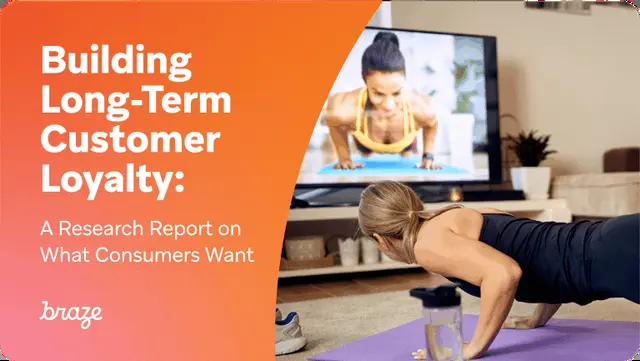 Building
Long-Term
Customer
Loyalty:
A Research Report on
What Consumers Want
braze